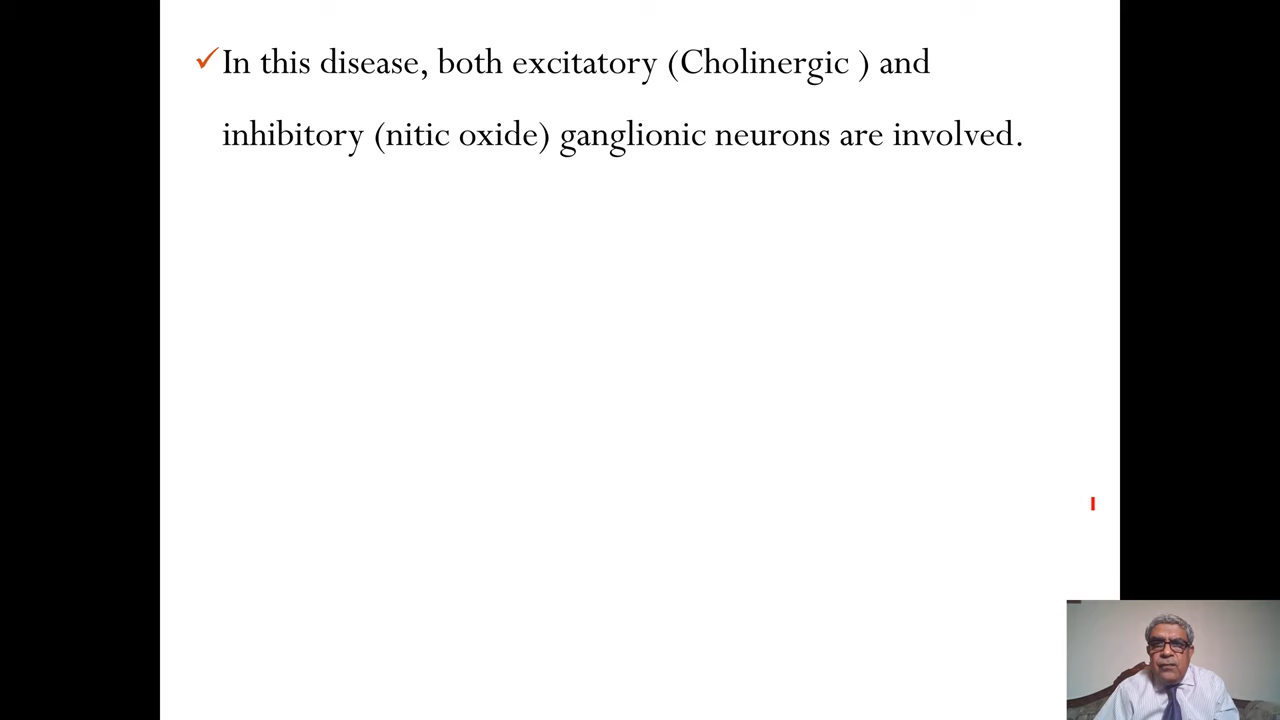 ✓In this disease, both excitatory (Cholinergic ) and
inhibitory (nitic oxide) ganglionic neurons are involved.